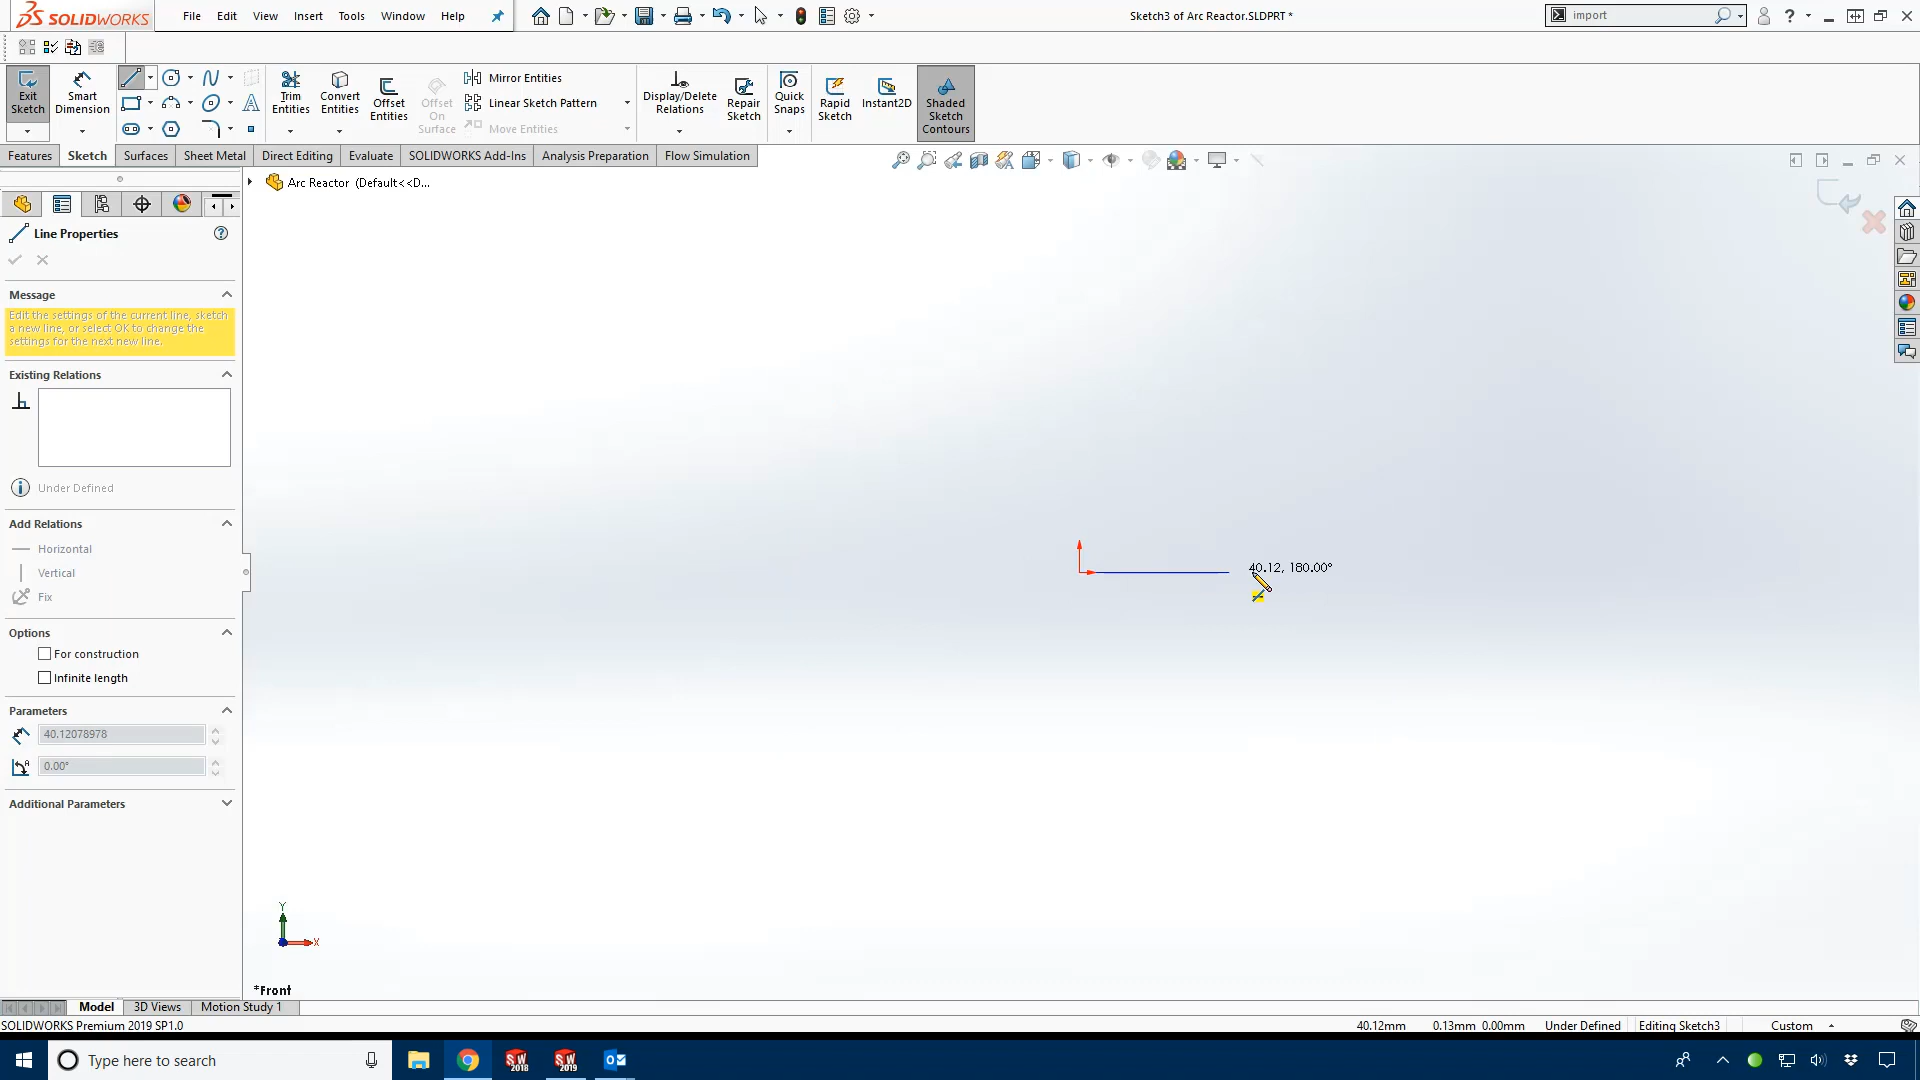 SOLIDWORKS
File Edit View Insert Tools Window Help
Sketch3 of Arc Reactor.SLDPRT *
import
Exit Sketch
Smart Dimension
Trim Entities
Convert Entities
Offset Entities
Offset On Surface
Mirror Entities
Linear Sketch Pattern
Move Entities
Display/Delete Relations
Repair Sketch
Quick Snaps
Rapid Sketch
Instant2D
Shaded Sketch Contours
Features Sketch Surfaces Sheet Metal Direct Editing Evaluate SOLIDWORKS Add-Ins Analysis Preparation Flow Simulation
Arc Reactor (Default<<D...
Line Properties
Message
Edit the settings of the current line, sketch
a new line, or select OK to change the
settings for the next new line.
Existing Relations
Under Defined
Add Relations
Horizontal
Vertical
Fix
Options
For construction
Infinite length
Parameters
40.12078978
0.00°
Additional Parameters
40.12, 180.00°
Y
X
*Front
Model 3D Views Motion Study 1
SOLIDWORKS Premium 2019 SP1.0
40.12mm 0.13mm 0.00mm Under Defined Editing Sketch3 Custom
Type here to search
SW 2018
SW 2019